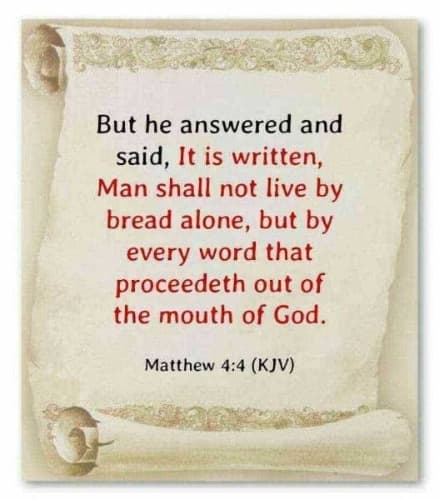 But he answered and
said, It is written,
Man shall not live by
bread alone, but by
every word that
proceedeth out of
the mouth of God.
Matthew 4:4 (KJV)